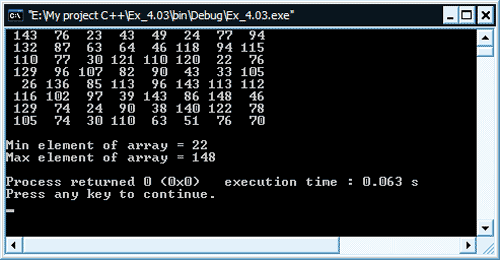 "E:\My project C++\Ex_4.03\bin\Debug\Ex_4.03.exe"
143 76 23 43 49 24 77 94
132 87 63 64 46 118 94 115
110 77 30 121 110 120 22 76
129 96 107 82 90 43 33 105
26 136 85 113 96 143 113 112
116 102 97 39 143 86 148 46
129 74 24 90 38 140 122 78
105 74 30 110 63 51 76 70
Min element of array = 22
Max element of array = 148
Process returned 0 (0x0) execution time : 0.063 s
Press any key to continue.